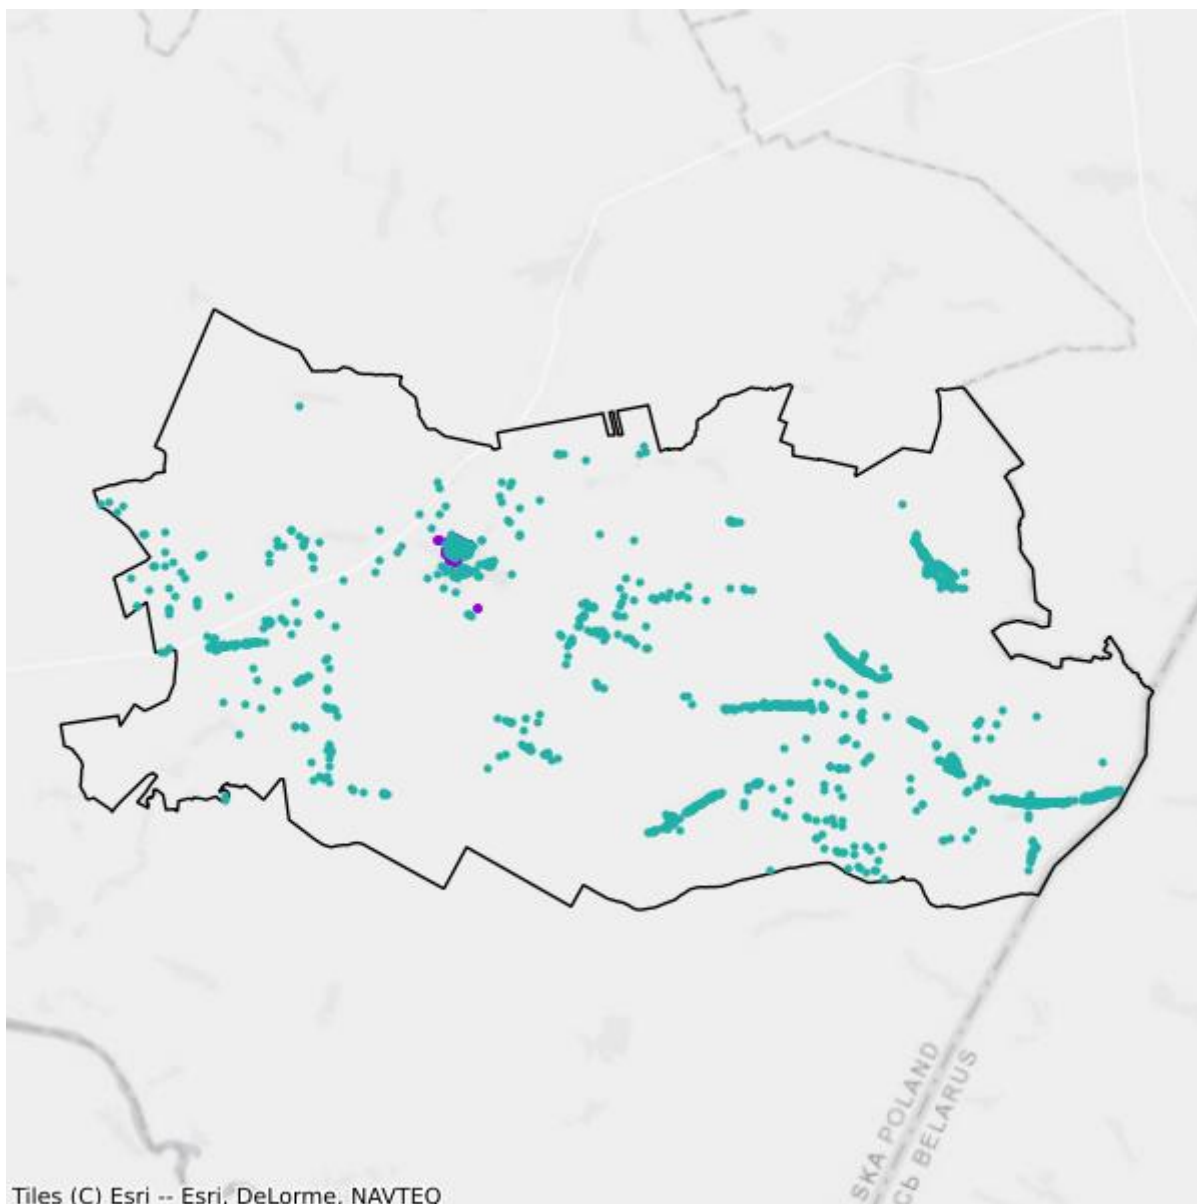 SKA POLAND
СЬ BELARUS
Tiles (C) Esri -- Esri, DeLorme, NAVTEQ